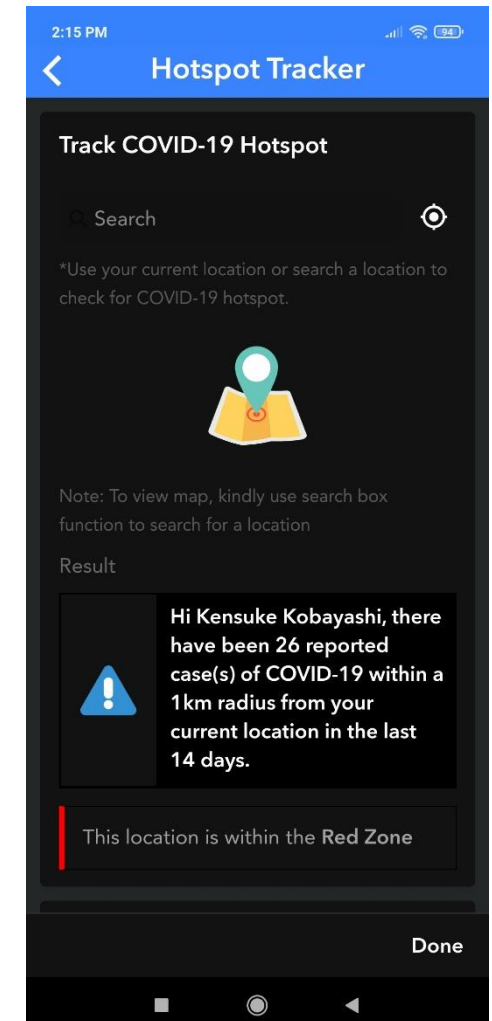 2:15 PM
94
Hotspot Tracker
Track COVID-19 Hotspot
Search
*Use your current location or search a location to
check for COVID-19 hotspot.
Note: To view map, kindly use search box
function to search for a location
Result
Hi Kensuke Kobayashi, there
have been 26 reported
case(s) of COVID-19 within a
1km radius from your
current location in the last
14 days.
This location is within the Red Zone
Done